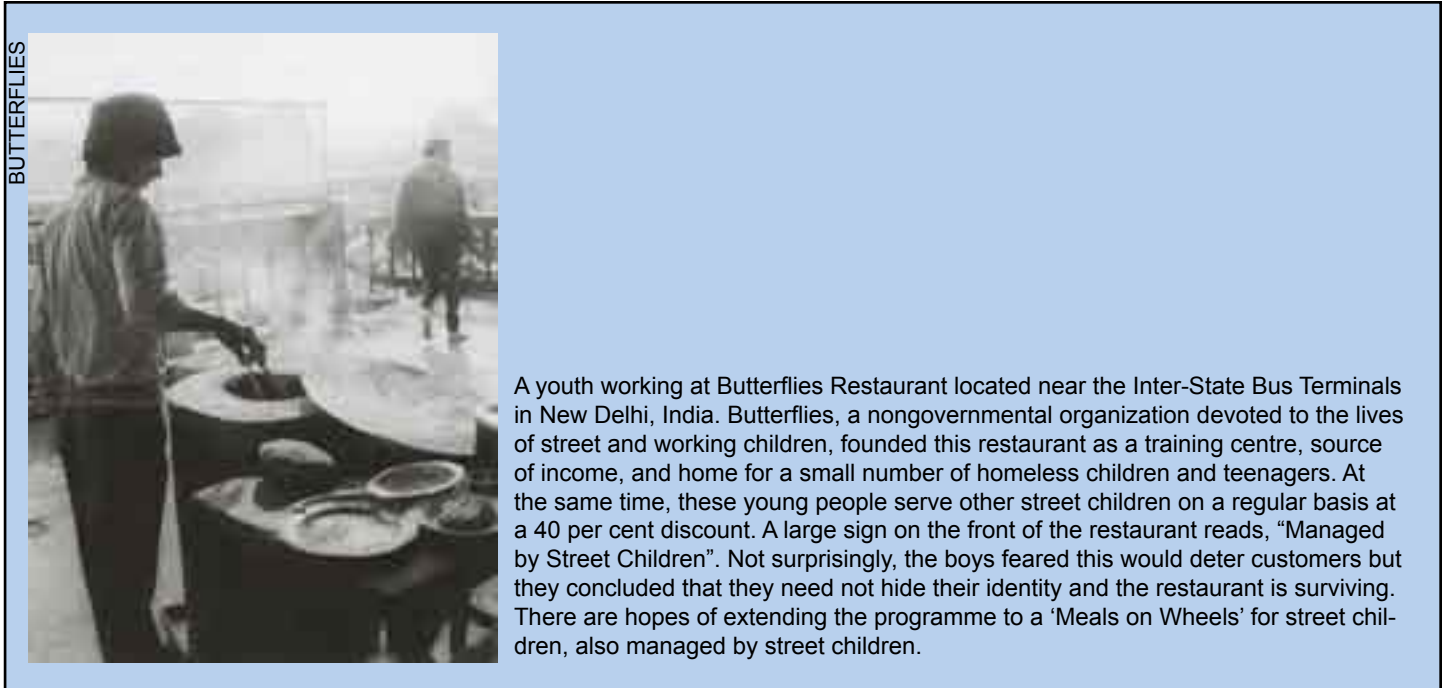 BUTTERFLIES
A youth working at Butterflies Restaurant located near the Inter-State Bus Terminals
in New Delhi, India. Butterflies, a nongovernmental organization devoted to the lives
of street and working children, founded this restaurant as a training centre, source
of income, and home for a small number of homeless children and teenagers. At
the same time, these young people serve other street children on a regular basis at
a 40 per cent discount. A large sign on the front of the restaurant reads, “Managed
by Street Children”. Not surprisingly, the boys feared this would deter customers but
they concluded that they need not hide their identity and the restaurant is surviving.
There are hopes of extending the programme to a ‘Meals on Wheels’ for street chil-
dren, also managed by street children.